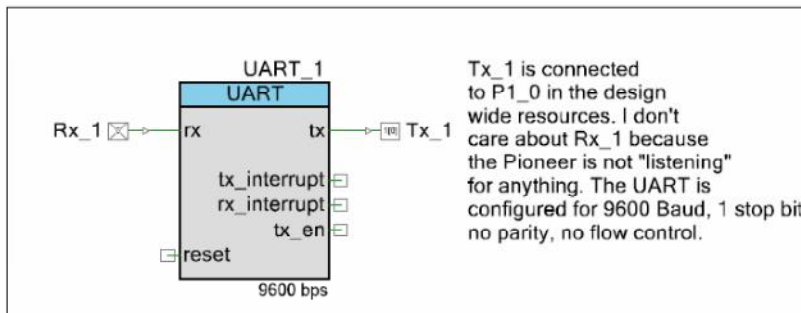 UART_1
UART
Rx_1
rx
tx
1[0]
Tx_1
tx_interrupt
rx_interrupt
tx_en
reset
9600 bps
Tx_1 is connected
to P1_0 in the design
wide resources. I don't
care about Rx_1 because
the Pioneer is not "listening"
for anything. The UART is
configured for 9600 Baud, 1 stop bit
no parity, no flow control.